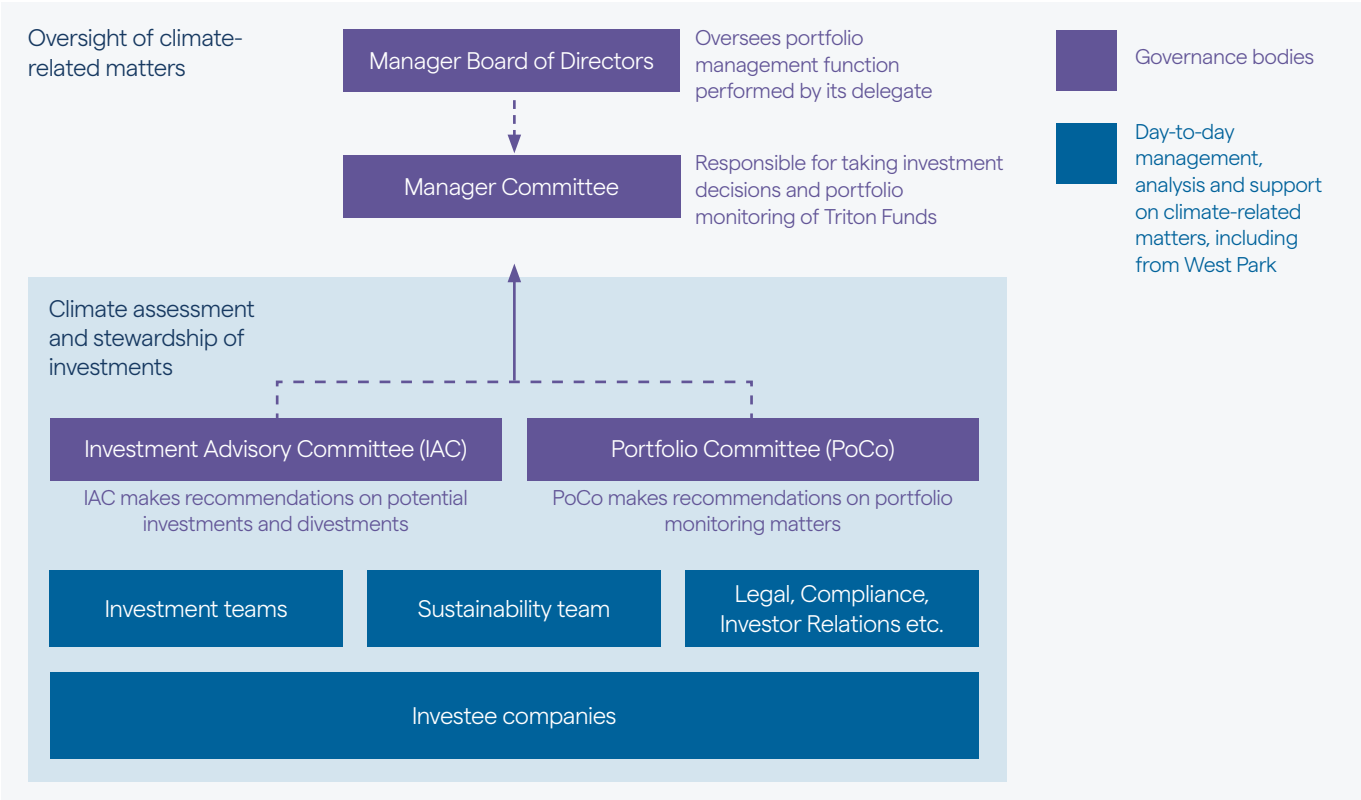 Oversight of climate-
related matters
Manager Board of Directors
Oversees portfolio
management function
performed by its delegate
Manager Committee
Responsible for taking investment
decisions and portfolio
monitoring of Triton Funds
Governance bodies
Day-to-day
management,
analysis and support
on climate-related
matters, including
from West Park
Climate assessment
and stewardship of
investments
Investment Advisory Committee (IAC)
IAC makes recommendations on potential
investments and divestments
Portfolio Committee (PoCo)
PoCo makes recommendations on portfolio
monitoring matters
Investment teams
Sustainability team
Legal, Compliance,
Investor Relations etc.
Investee companies